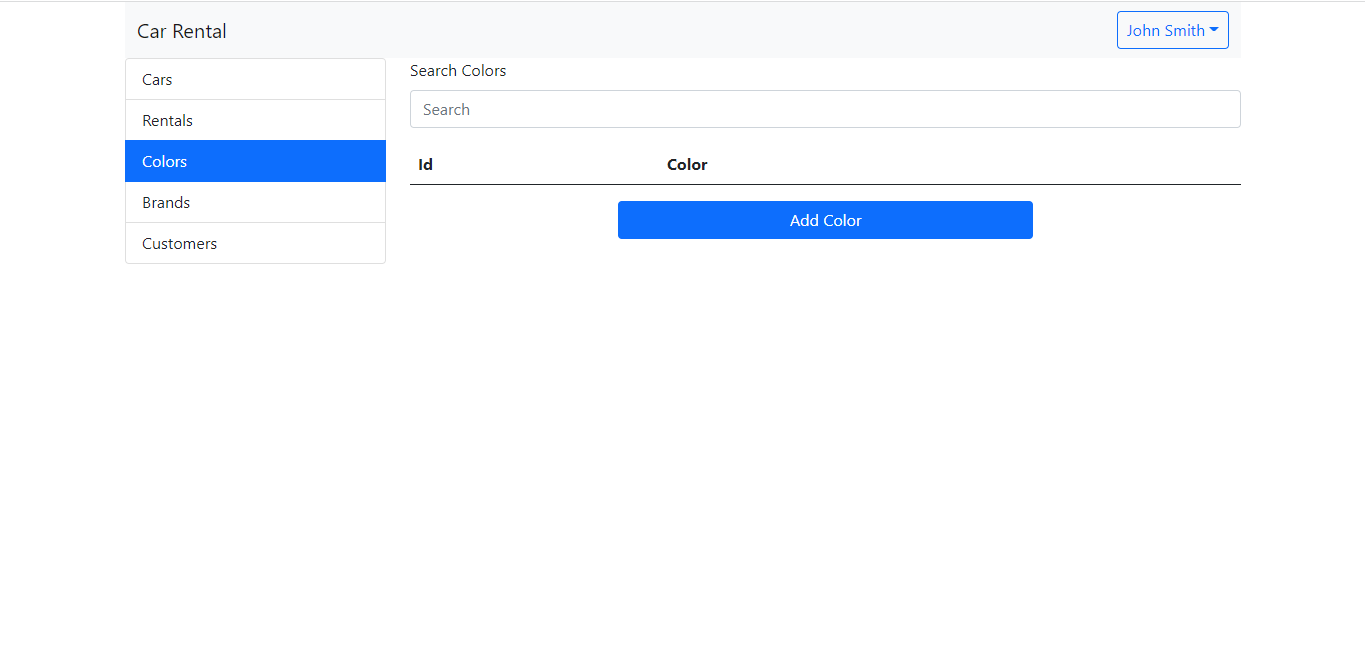 Car Rental
John Smith
Cars
Rentals
Colors
Brands
Customers
Search Colors
Search
Id Color
Add Color